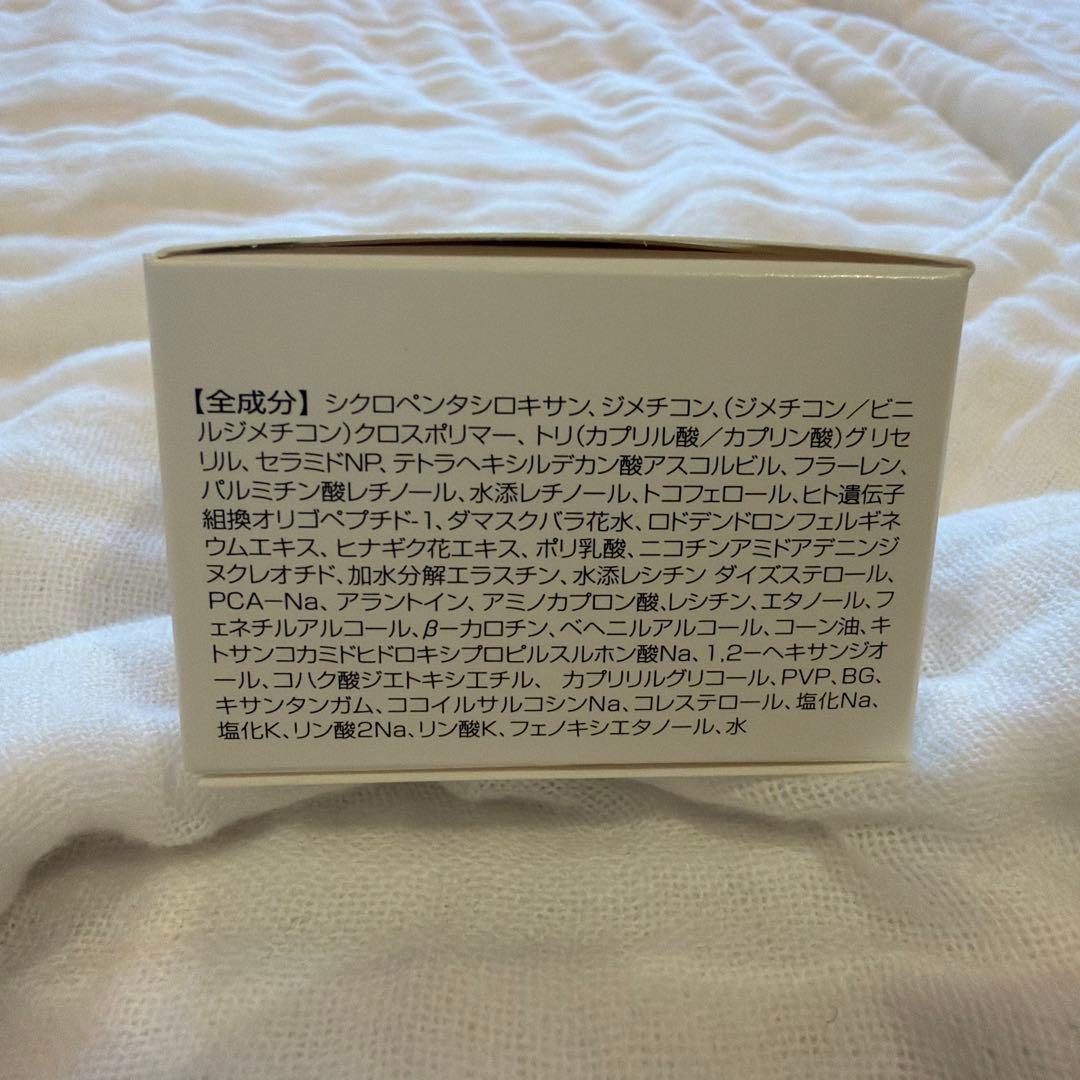 【全成分】シクロペンタシロキサン、ジメチコン、（ジメチコン／ビニ
ルジメチコン）クロスポリマー、トリ（カプリル酸／カプリン酸）グリセ
リル、セラミドNP、テトラヘキシルデカン酸アスコルビル、フラーレン、
パルミチン酸レチノール、水添レチノール、トコフェロール、ヒト遺伝子
組換オリゴペプチド-1、ダマスクバラ花水、ロドデンドロンフェルギネ
ウムエキス、ヒナギク花エキス、ポリ乳酸、ニコチンアミドアデニンジ
ヌクレオチド、加水分解エラスチン、水添レシチン ダイズステロール、
PCA－Na、アラントイン、アミノカプロン酸、レシチン、エタノール、フ
ェネチルアルコール、β－カロチン、ベヘニルアルコール、コーン油、キ
トサンコカミドヒドロキシプロピルスルホン酸Na、1,2－ヘキサンジオ
ール、コハク酸ジエトキシエチル、 カプリリルグリコール、PVP、BG、
キサンタンガム、ココイルサルコシンNa、コレステロール、塩化Na、
塩化K、リン酸2Na、リン酸K、フェノキシエタノール、水